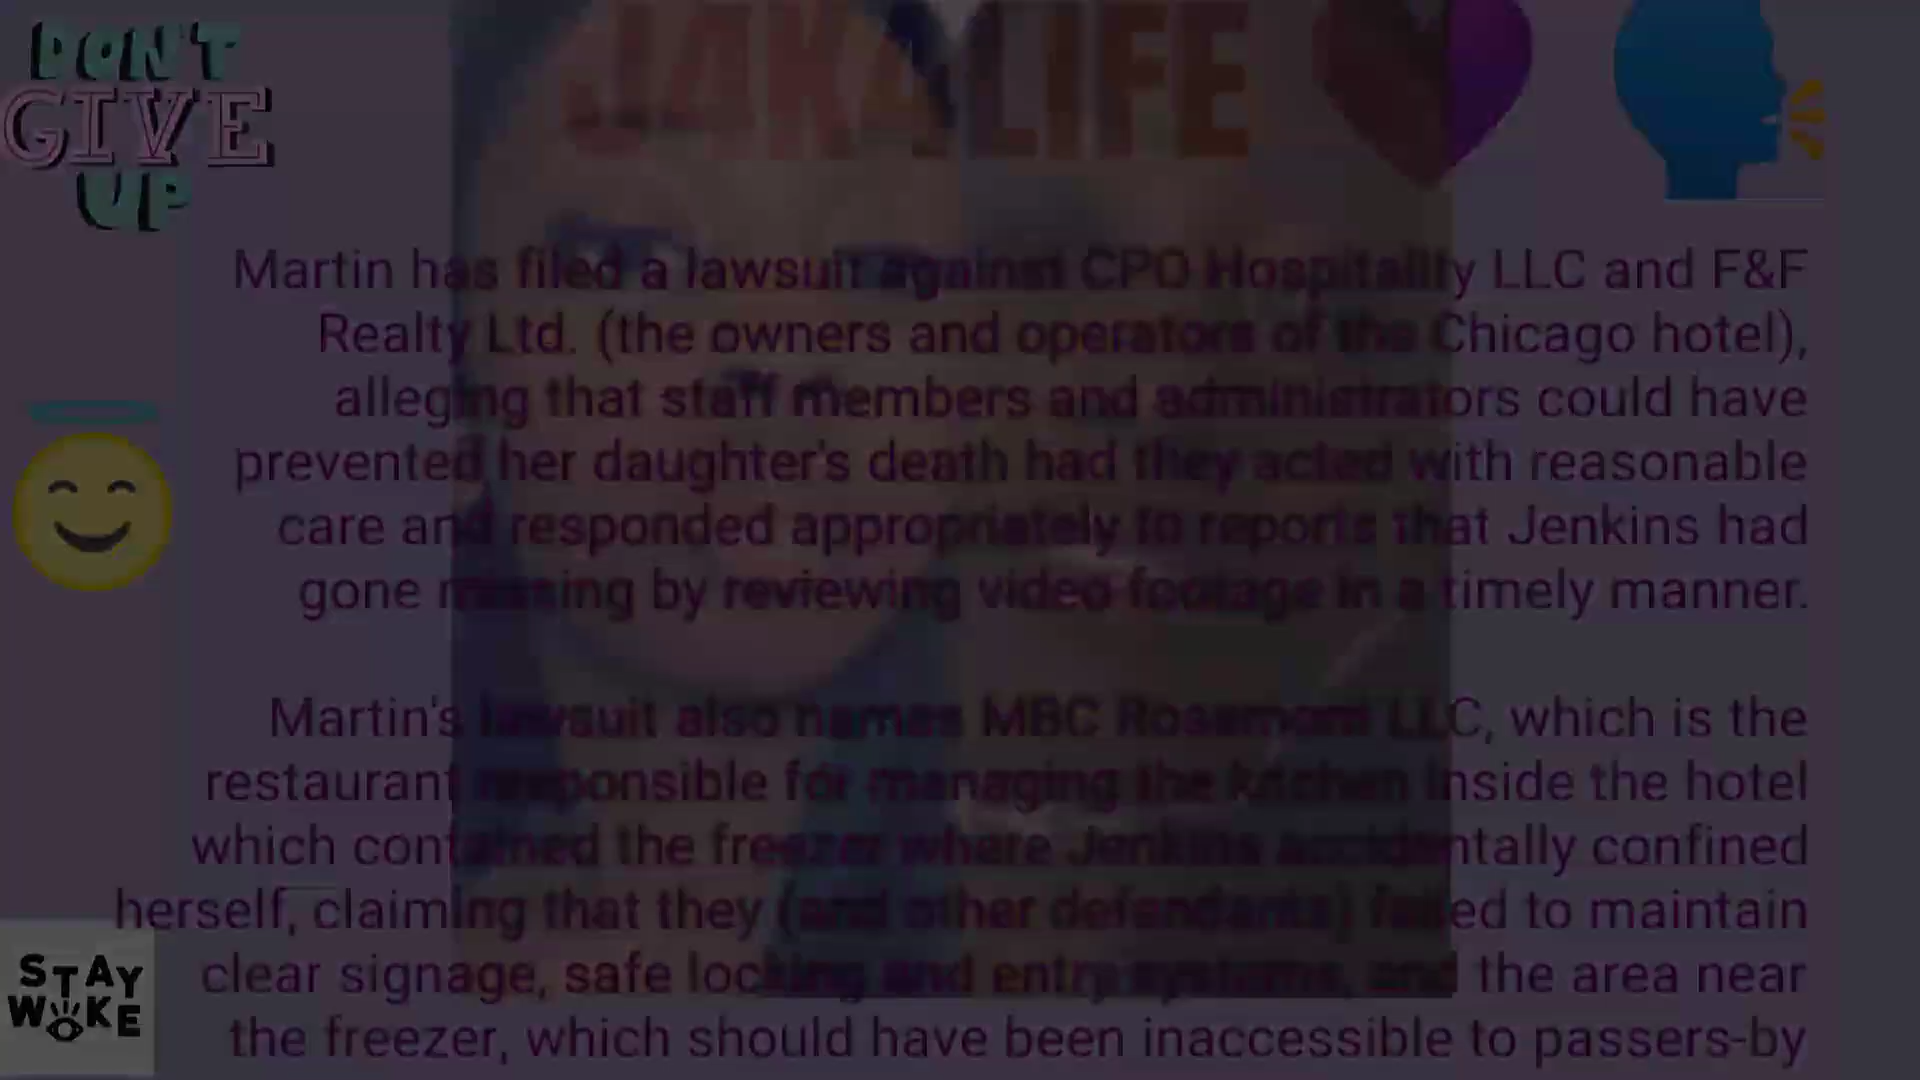 DON'T
GIVE
UP
JAKALIFE
Martin has filed a lawsuit against CPO Hospitality LLC and F&F
Realty Ltd. (the owners and operators of the Chicago hotel),
alleging that staff members and administrators could have
prevented her daughter's death had they acted with reasonable
care and responded appropriately to reports that Jenkins had
gone missing by reviewing video footage in a timely manner.
Martin's lawsuit also names MBC Rosemont LLC, which is the
restaurant responsible for managing the kitchen inside the hotel
which contained the freezer where Jenkins accidentally confined
herself, claiming that they (and other defendants) failed to maintain
clear signage, safe locking and entry systems, and the area near
the freezer, which should have been inaccessible to passers-by
STAY
WOKE